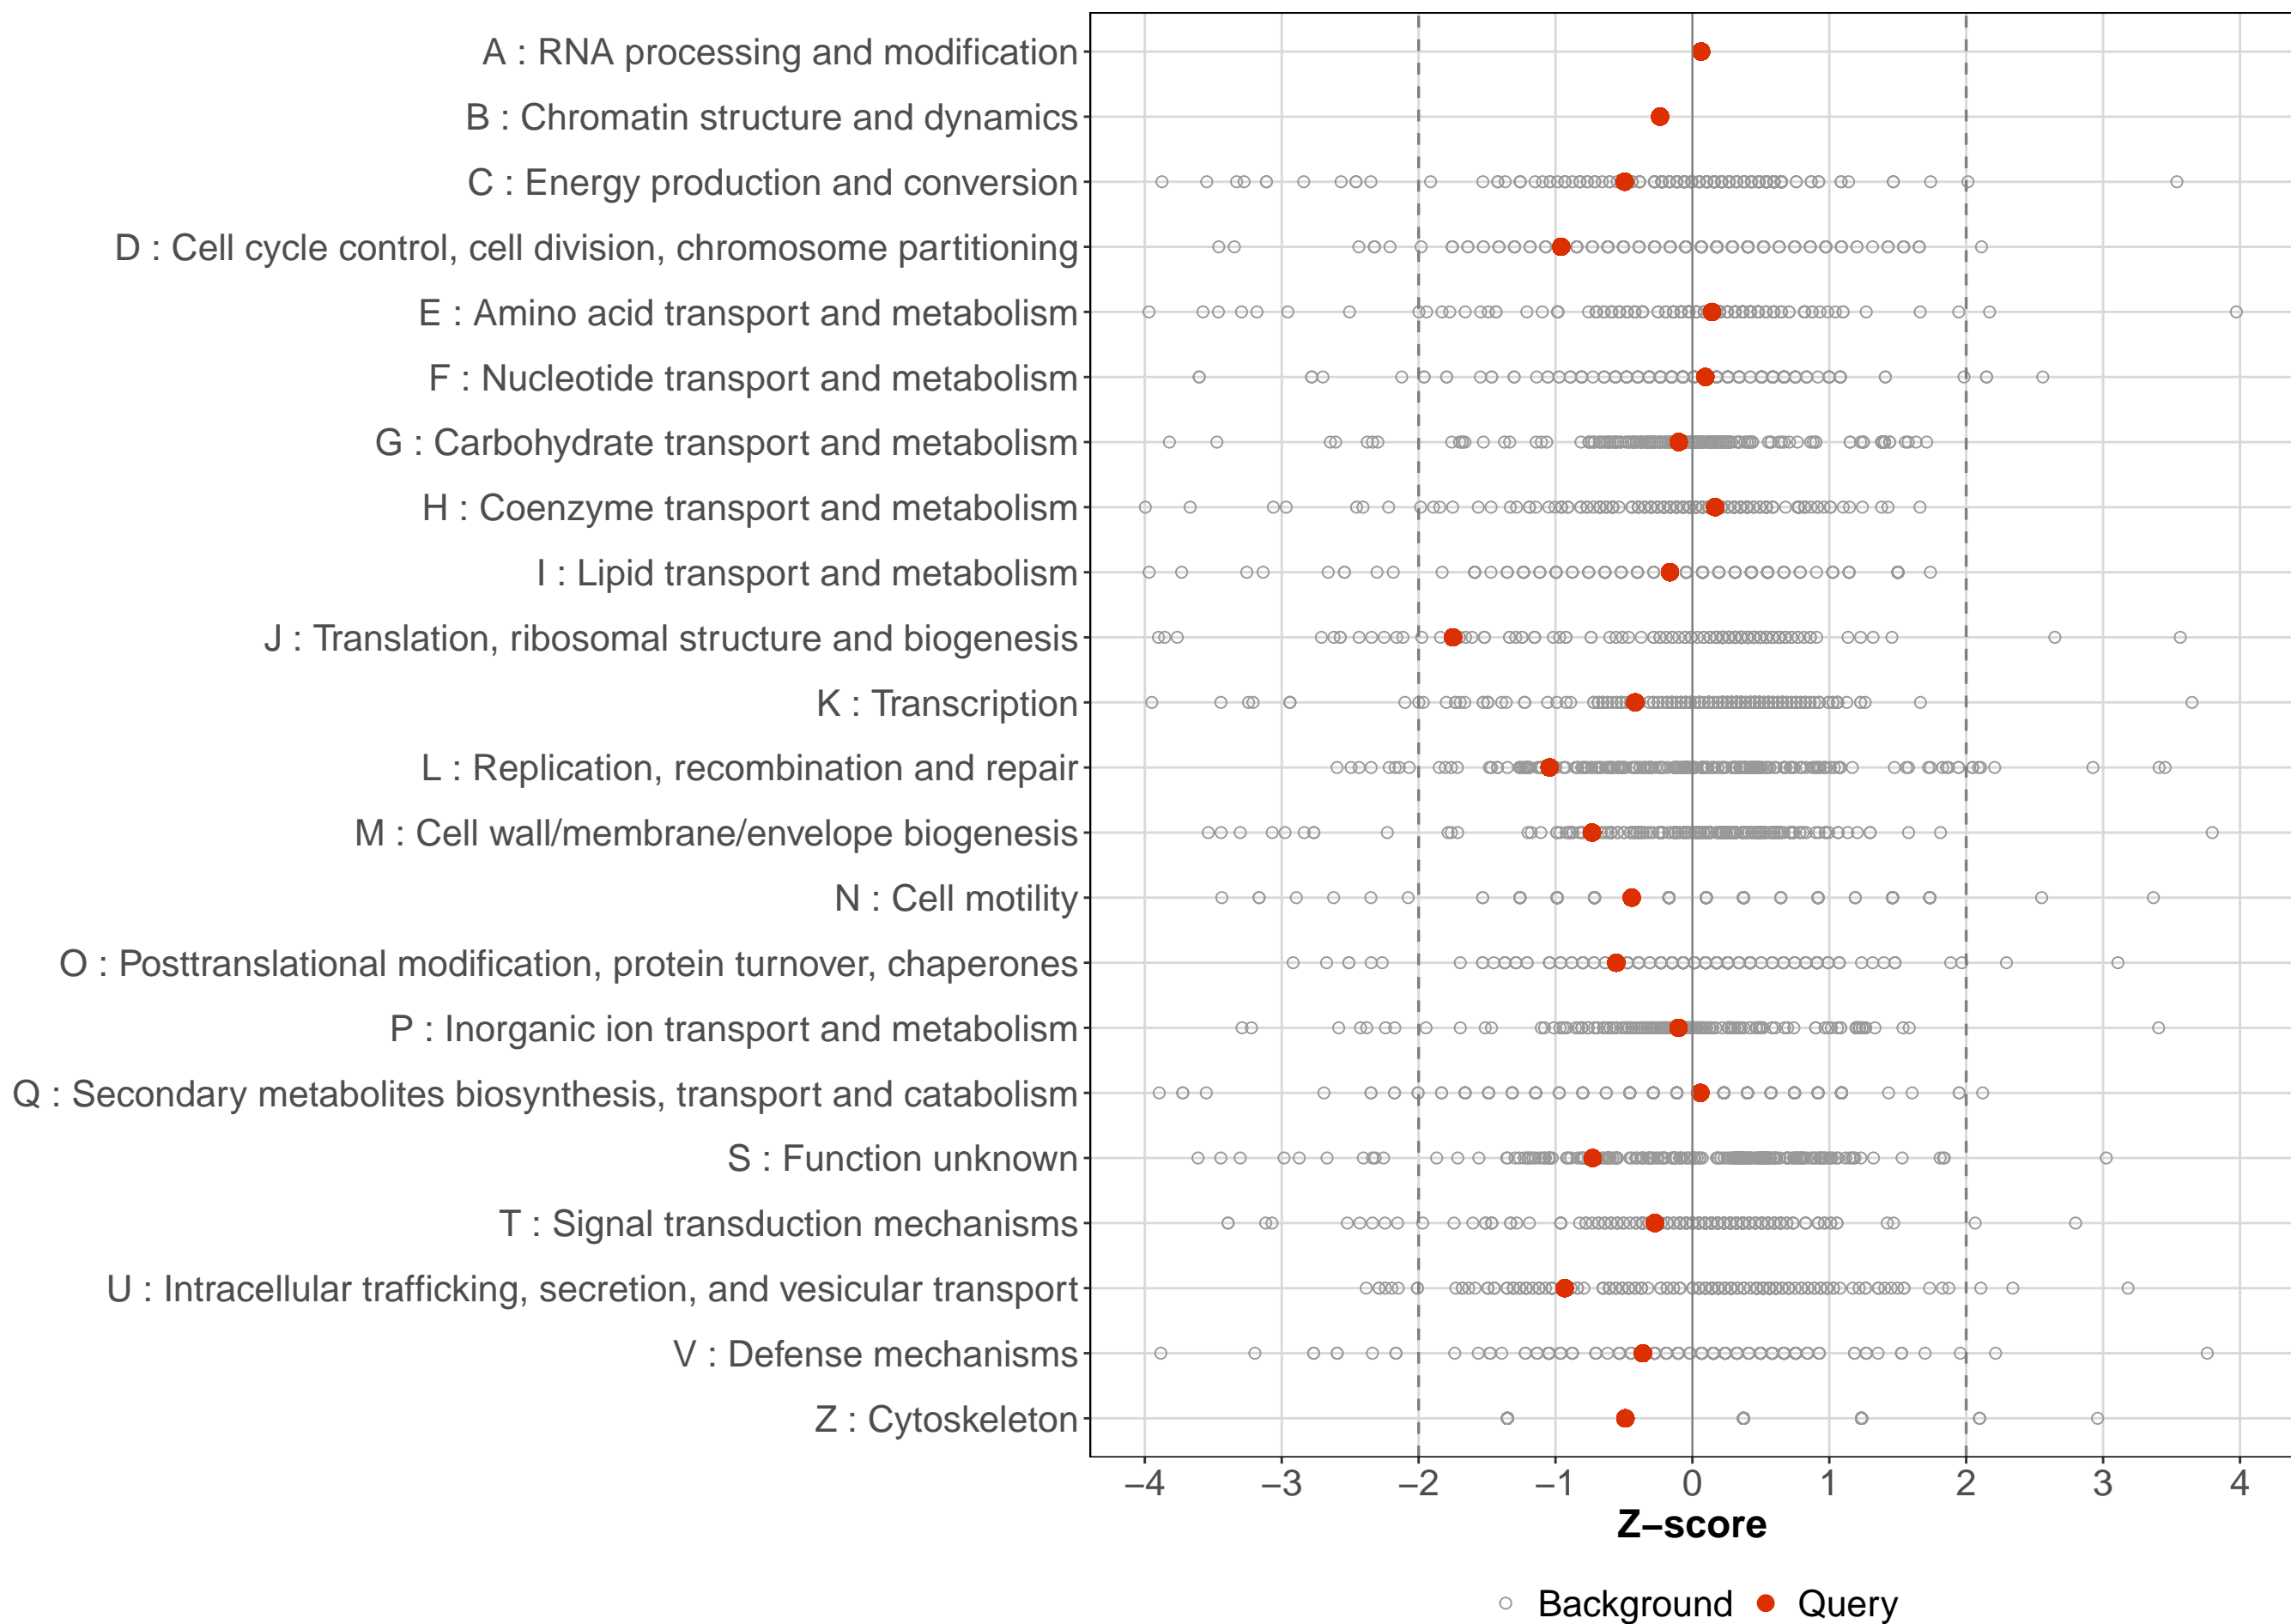 A : RNA processing and modification
B : Chromatin structure and dynamics
C : Energy production and conversion
D : Cell cycle control, cell division, chromosome partitioning
E : Amino acid transport and metabolism
F : Nucleotide transport and metabolism
G : Carbohydrate transport and metabolism
H : Coenzyme transport and metabolism
I : Lipid transport and metabolism
J : Translation, ribosomal structure and biogenesis
K : Transcription
L : Replication, recombination and repair
M : Cell wall/membrane/envelope biogenesis
N : Cell motility
O : Posttranslational modification, protein turnover, chaperones
P : Inorganic ion transport and metabolism
Q : Secondary metabolites biosynthesis, transport and catabolism
S : Function unknown
T : Signal transduction mechanisms
U : Intracellular trafficking, secretion, and vesicular transport
V : Defense mechanisms
Z : Cytoskeleton
−4 −3 −2 −1 0 1 2 3 4
Z−score
Background Query